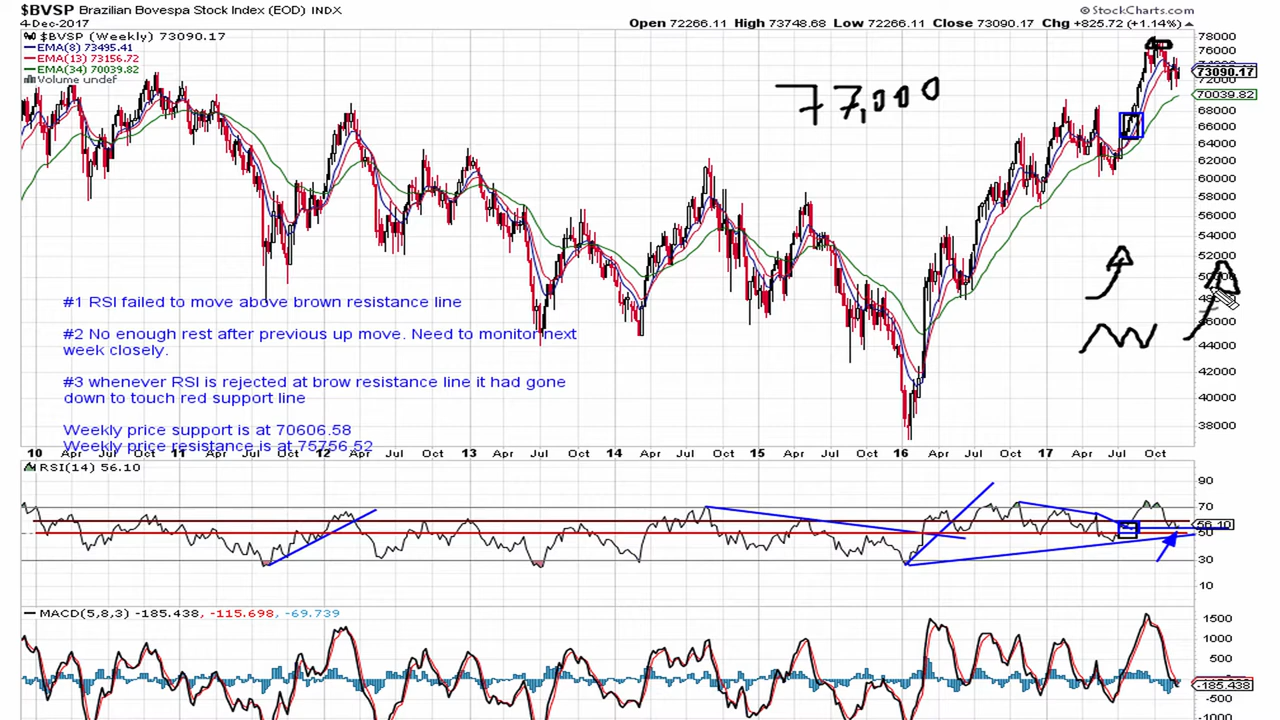 $BVSP Brazilian Bovespa Stock Index (EOD) INDX
© StockCharts.com
4-Dec-2017
Open 72266.11 High 73748.68 Low 72266.11 Close 73090.17 Chg +825.72 (+1.14%)
$BVSP (Weekly) 73090.17
EMA(8) 73495.41
EMA(13) 73156.72
EMA(34) 70039.82
Volume undef
77,000
78000
76000
73090.17
72000
70039.82
68000
66000
64000
62000
60000
58000
56000
54000
52000
50000
46000
44000
42000
40000
38000
#1 RSI failed to move above brown resistance line
#2 No enough rest after previous up move. Need to monitor next
week closely.
#3 whenever RSI is rejected at brow resistance line it had gone
down to touch red support line
Weekly price support is at 70606.58
Weekly price resistance is at 75756.52
10 Apr Jul Oct 11 Apr Jul Oct 12 Apr Jul Oct 13 Apr Jul Oct 14 Apr Jul Oct 15 Apr Jul Oct 16 Apr Jul Oct 17 Apr Jul Oct
RSI(14) 56.10
90
70
56.10
50
30
10
MACD(5,8,3) -185.438, -115.698, -69.739
1500
1000
500
-185.438
-500